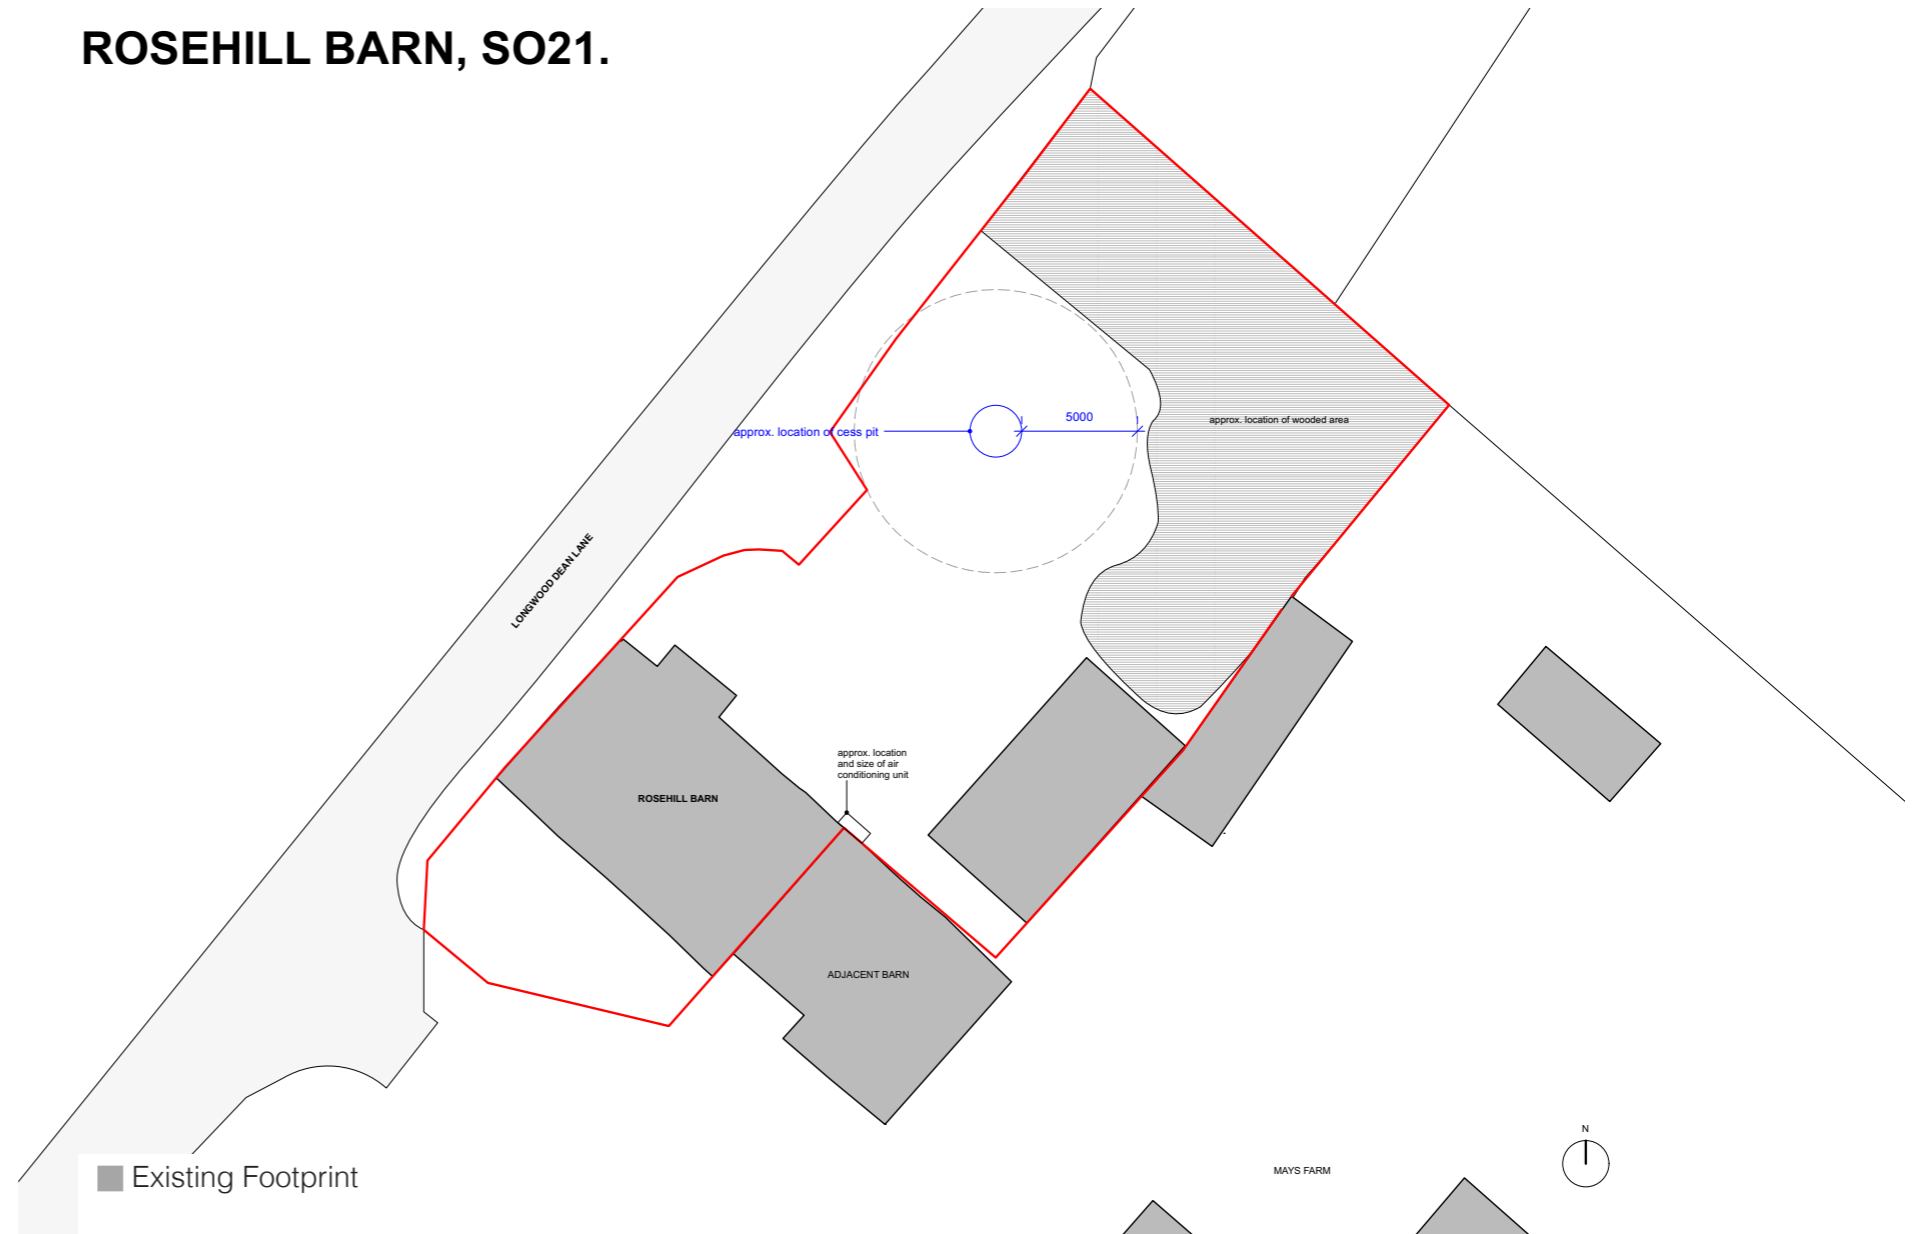 ROSEHILL BARN, SO21.
5000
approx. location of cess pit
approx. location of wooded area
LONGWOOD DEAN LANE
approx. location
and size of air
conditioning unit
ROSEHILL BARN
ADJACENT BARN
N
MAYS FARM
Existing Footprint